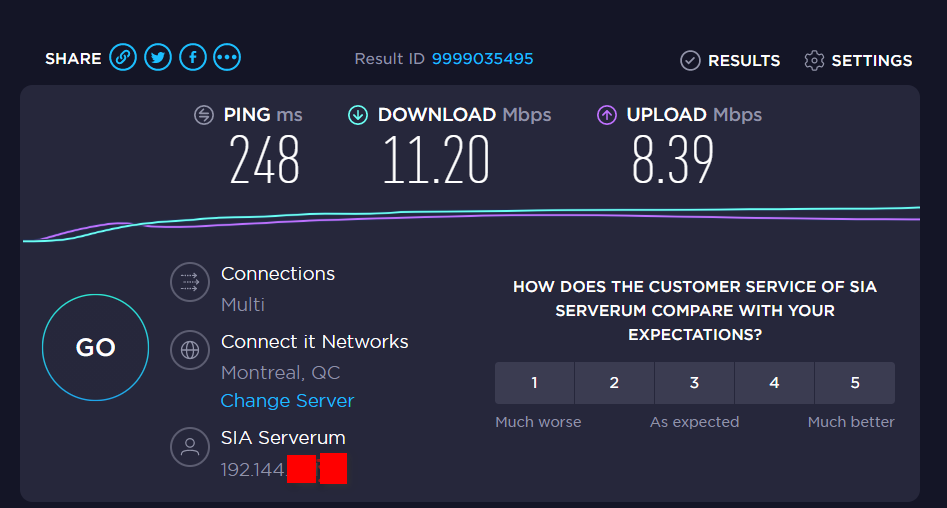 SHARE
Result ID 9999035495
RESULTS
SETTINGS
PING ms
DOWNLOAD Mbps
UPLOAD Mbps
248
11.20
8.39
GO
Connections
Multi
Connect it Networks
Montreal, QC
Change Server
SIA Serverum
192.144.
HOW DOES THE CUSTOMER SERVICE OF SIA
SERVERUM COMPARE WITH YOUR
EXPECTATIONS?
1 2 3 4 5
Much worse As expected Much better